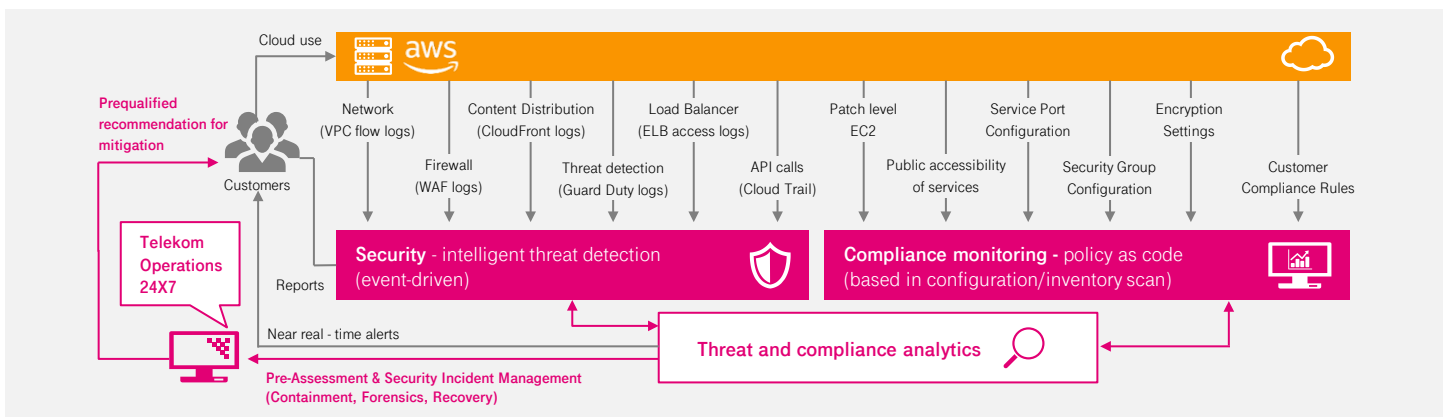 Cloud use
aws
Prequalified
recommendation for
mitigation
Customers
Network
(VPC flow logs)
Firewall
(WAF logs)
Content Distribution
(CloudFront logs)
Threat detection
(Guard Duty logs)
Load Balancer
(ELB access logs)
API calls
(Cloud Trail)
Patch level
EC2
Public accessibility
of services
Service Port
Configuration
Security Group
Configuration
Encryption
Settings
Customer
Compliance Rules
Telekom
Operations
24X7
Reports
Security - intelligent threat detection
(event-driven)
Compliance monitoring - policy as code
(based in configuration/inventory scan)
Near real - time alerts
Threat and compliance analytics
Pre-Assessment & Security Incident Management
(Containment, Forensics, Recovery)